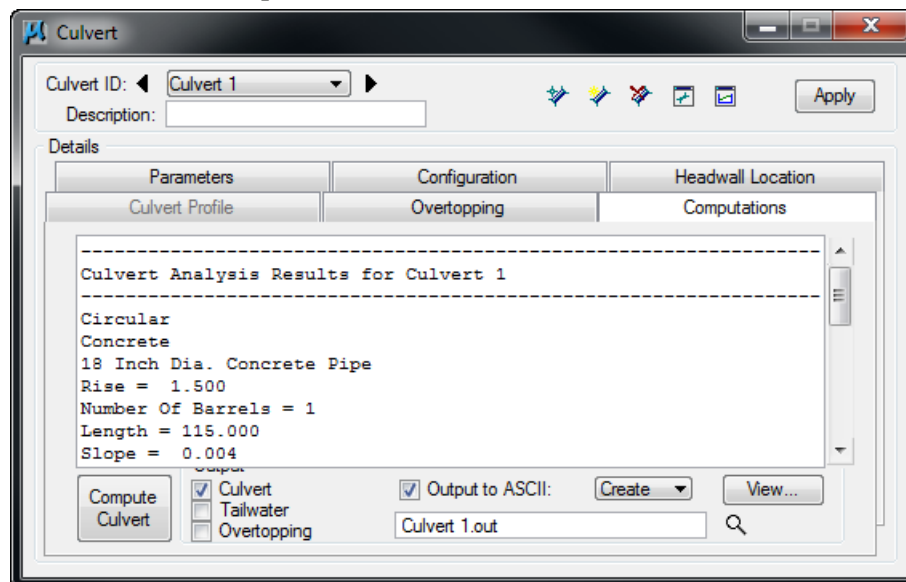 Culvert
Culvert ID: Culvert 1
Apply
Description:
Details
Parameters Configuration Headwall Location
Culvert Profile Overtopping Computations
--------------------------------------------------------------------
Culvert Analysis Results for Culvert 1
--------------------------------------------------------------------
Circular
Concrete
18 Inch Dia. Concrete Pipe
Rise = 1.500
Number Of Barrels = 1
Length = 115.000
Slope = 0.004
Output
Compute Culvert
Culvert
Tailwater
Overtopping
Output to ASCII: Create View...
Culvert 1.out